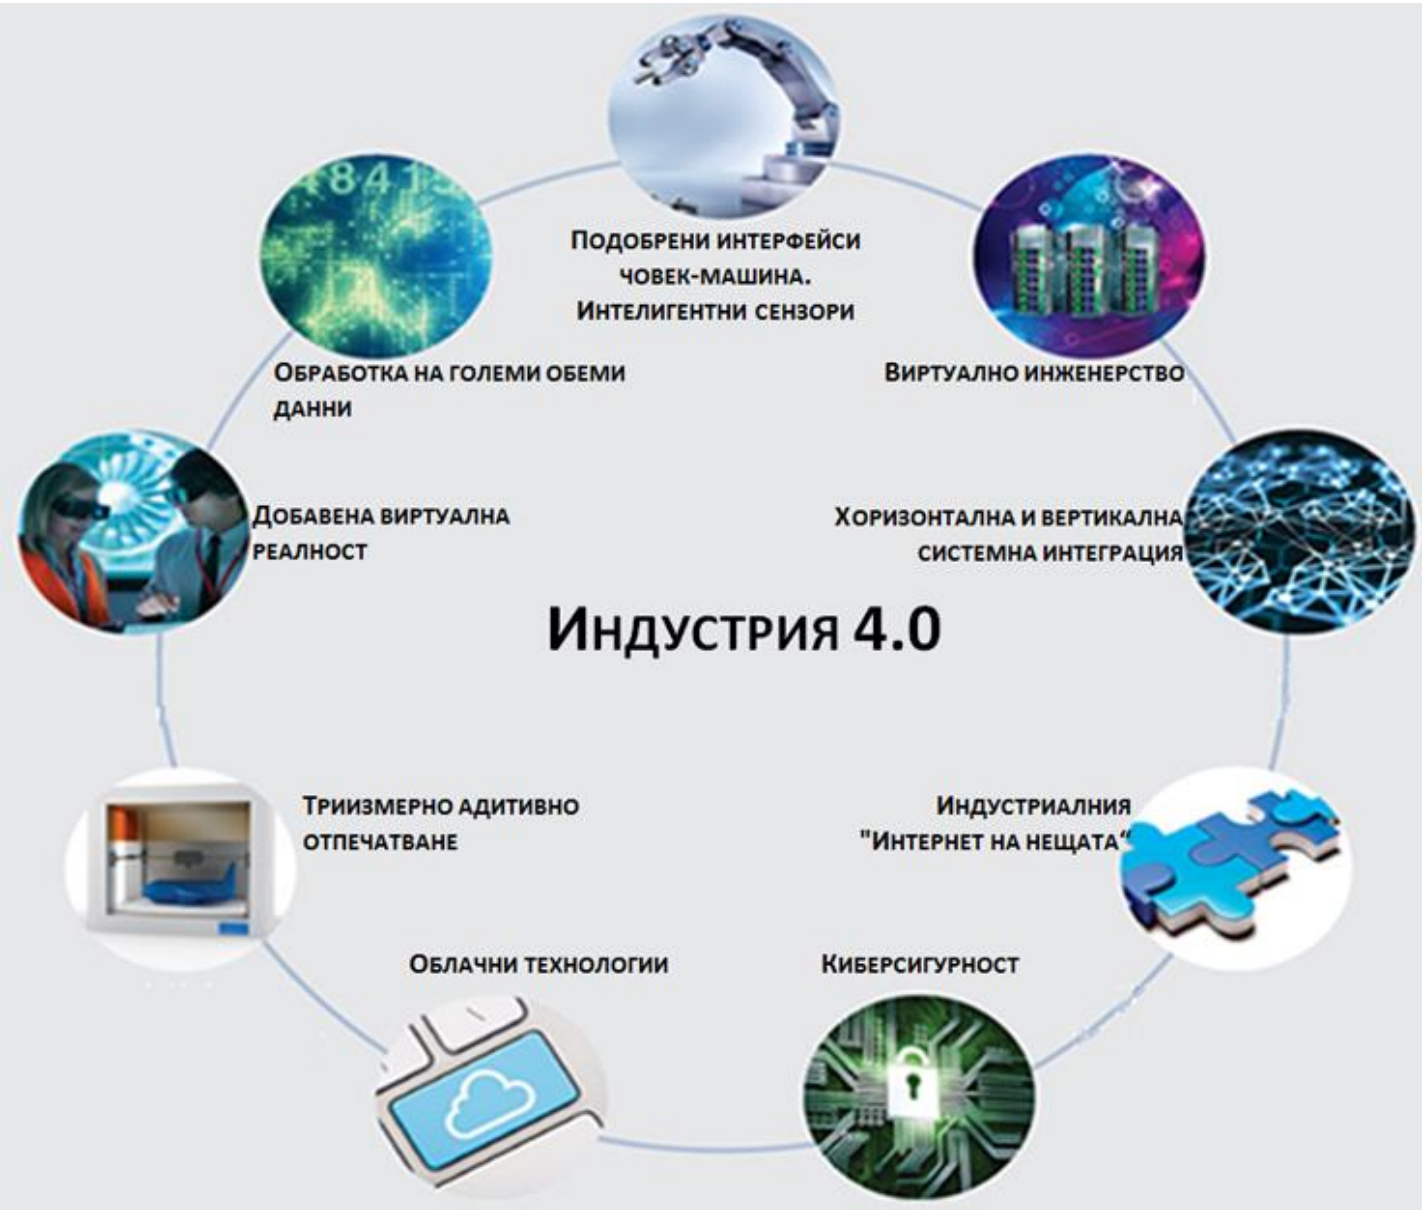 ПОДОБРЕНИ ИНТЕРФЕЙСИ
ЧОВЕК-МАШИНА.
ИНТЕЛИГЕНТНИ СЕНЗОРИ
ВИРТУАЛНО ИНЖЕНЕРСТВО
ХОРИЗОНТАЛНА И ВЕРТИКАЛНА
СИСТЕМНА ИНТЕГРАЦИЯ
ИНДУСТРИАЛНИЯ
"ИНТЕРНЕТ НА НЕЩАТА“
КИБЕРСИГУРНОСТ
ОБЛАЧНИ ТЕХНОЛОГИИ
ТРИИЗМЕРНО АДИТИВНО
ОТПЕЧАТВАНЕ
ДОБАВЕНА ВИРТУАЛНА
РЕАЛНОСТ
ОБРАБОТКА НА ГОЛЕМИ ОБЕМИ
ДАННИ
ИНДУСТРИЯ 4.0